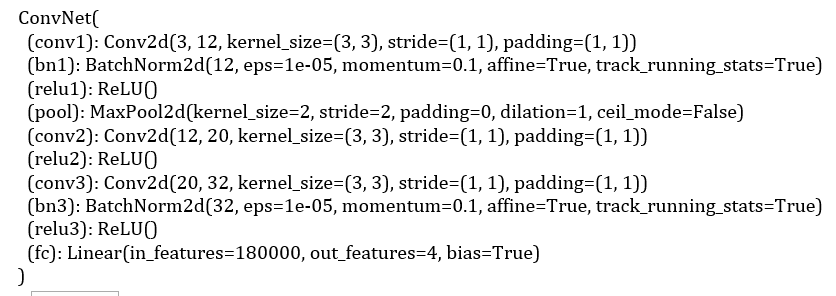 ConvNet(
(conv1): Conv2d(3, 12, kernel_size=(3, 3), stride=(1, 1), padding=(1, 1))
(bn1): BatchNorm2d(12, eps=1e-05, momentum=0.1, affine=True, track_running_stats=True)
(relu1): ReLU()
(pool): MaxPool2d(kernel_size=2, stride=2, padding=0, dilation=1, ceil_mode=False)
(conv2): Conv2d(12, 20, kernel_size=(3, 3), stride=(1, 1), padding=(1, 1))
(relu2): ReLU()
(conv3): Conv2d(20, 32, kernel_size=(3, 3), stride=(1, 1), padding=(1, 1))
(bn3): BatchNorm2d(32, eps=1e-05, momentum=0.1, affine=True, track_running_stats=True)
(relu3): ReLU()
(fc): Linear(in_features=180000, out_features=4, bias=True)
)